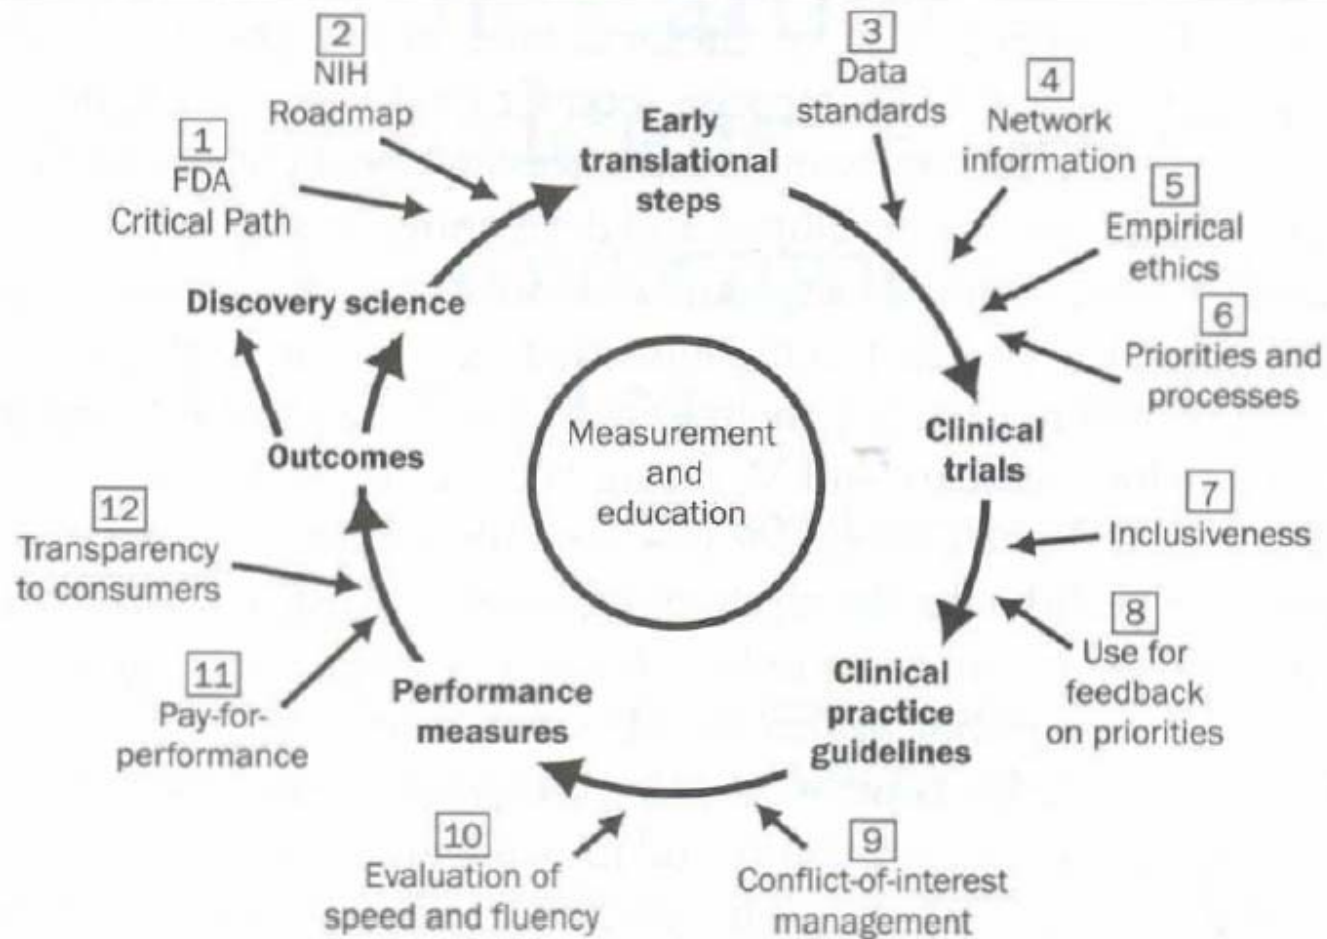 2
NIH
Roadmap
1
FDA
Critical Path
Early
translational
steps
3
Data
standards
4
Network
information
5
Empirical
ethics
6
Priorities and
processes
Discovery science
Outcomes
Measurement
and
education
Clinical
trials
7
Inclusiveness
8
Use for
feedback
on priorities
Clinical
practice
guidelines
12
Transparency
to consumers
11
Pay-for-
performance
Performance
measures
10
Evaluation of
speed and fluency
9
Conflict-of-interest
management